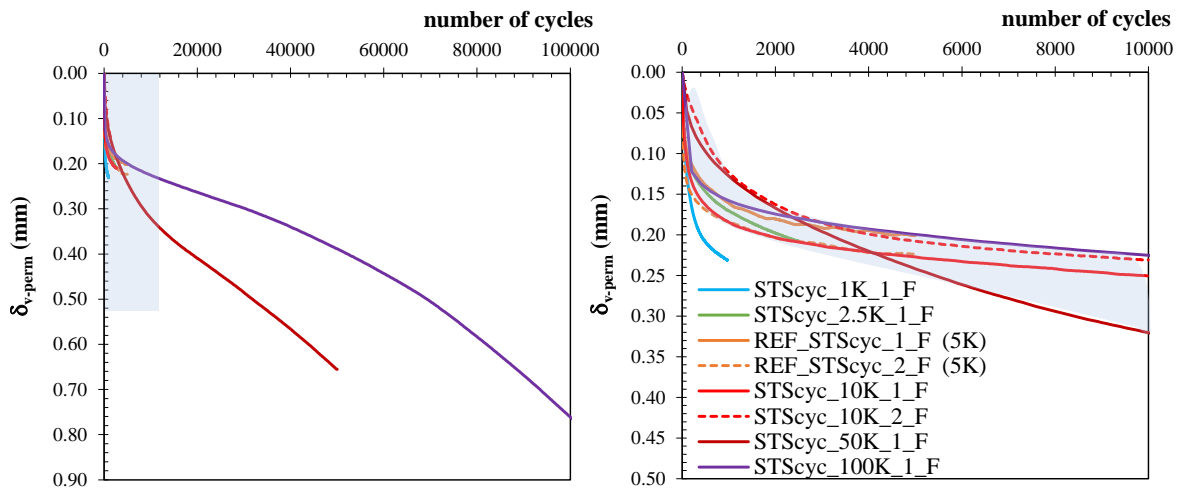 number of cycles
0 20000 40000 60000 80000 100000
0.00
0.10
0.20
0.30
0.40
0.50
0.60
0.70
0.80
0.90
δv-perm (mm)
number of cycles
0 2000 4000 6000 8000 10000
0.00
0.05
0.10
0.15
0.20
0.25
0.30
0.35
0.40
0.45
0.50
δv-perm (mm)
STScyc_1K_1_F
STScyc_2.5K_1_F
REF_STScyc_1_F (5K)
REF_STScyc_2_F (5K)
STScyc_10K_1_F
STScyc_10K_2_F
STScyc_50K_1_F
STScyc_100K_1_F